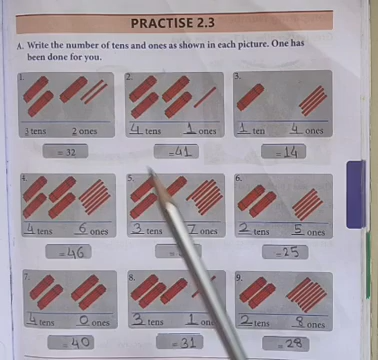 PRACTISE 2.3
A. Write the number of tens and ones as shown in each picture. One has
been done for you.
1. 2. 3.
3 tens 2 ones 4 tens 1 ones 1 ten 4 ones
= 32 =41 =14
4. 5. 6.
4 tens 6 ones 3 tens 7 ones 2 tens 5 ones
=46 = =25
7. 8. 9.
4 tens 0 ones 3 tens 1 2 tens 8 ones
=40 =31 =28